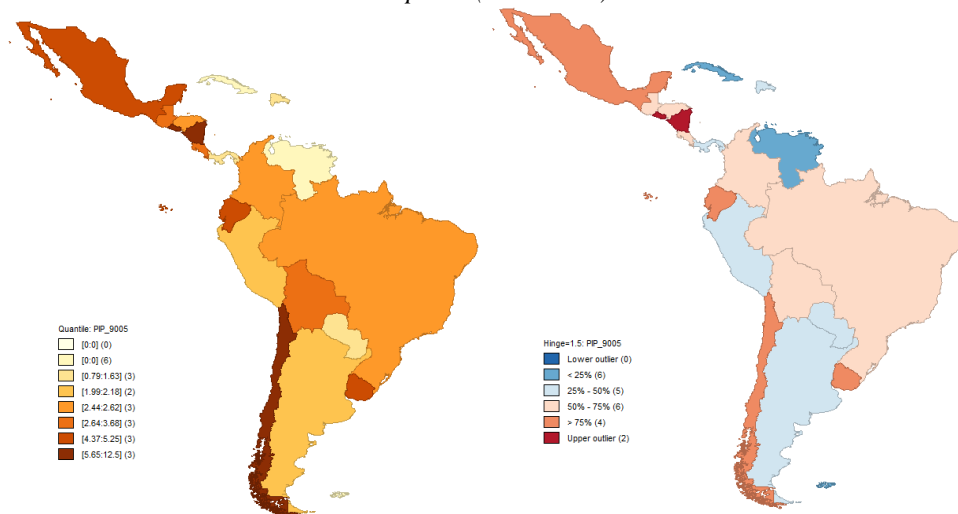 Quantile: PIP_9005
[0:0] (0)
[0:0] (6)
[0.79:1.63] (3)
[1.99:2.18] (2)
[2.44:2.62] (3)
[2.64:3.68] (3)
[4.37:5.25] (3)
[5.65:12.5] (3)
Hinge=1.5: PIP_9005
Lower outlier (0)
< 25% (6)
25% - 50% (5)
50% - 75% (6)
> 75% (4)
Upper outlier (2)